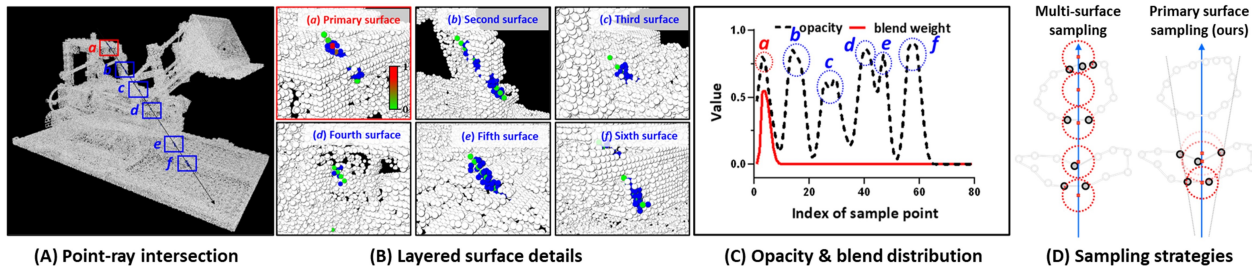 a
b
c
d
e
f
(A) Point-ray intersection
(a) Primary surface
1
0
(b) Second surface
(c) Third surface
(d) Fourth surface
(e) Fifth surface
(f) Sixth surface
(B) Layered surface details
opacity
blend weight
a
b
c
d
e
f
Value
1.0
0.5
0.0
0
20
40
60
80
Index of sample point
(C) Opacity & blend distribution
Multi-surface
sampling
Primary surface
sampling (ours)
(D) Sampling strategies